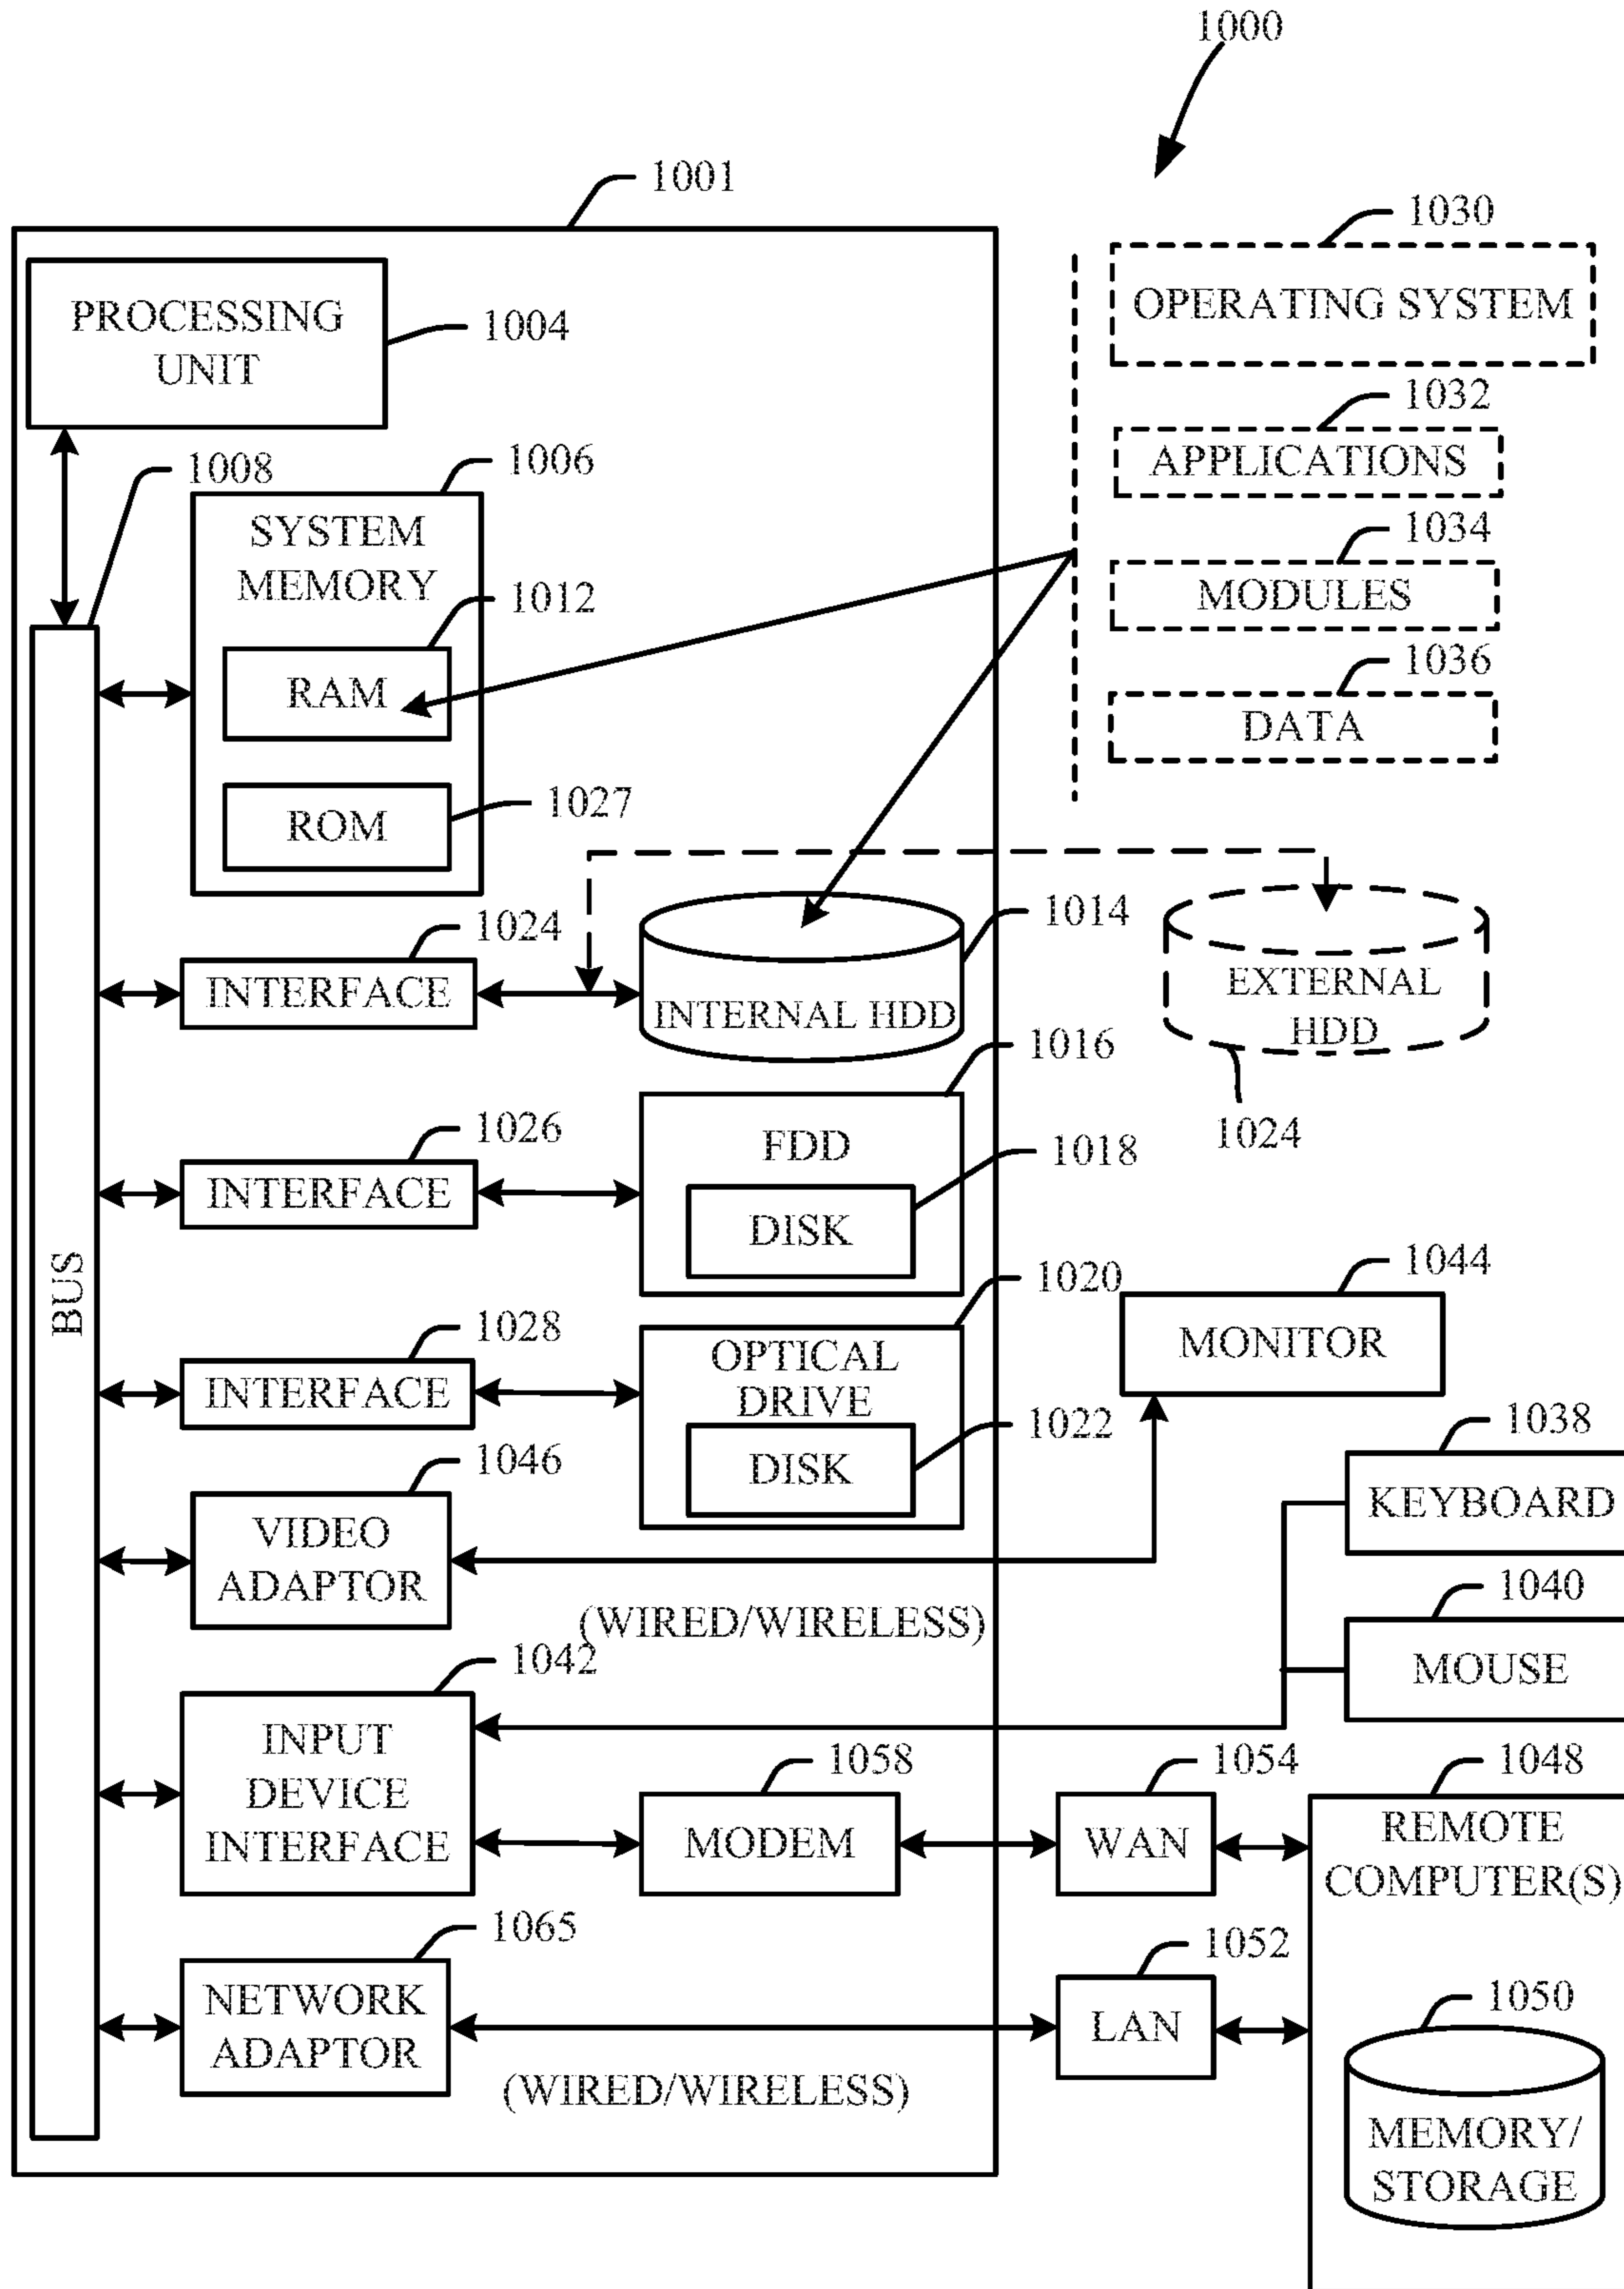 1000
1001
1030
PROCESSING
UNIT
1004
OPERATING SYSTEM
1032
APPLICATIONS
1008
1006
SYSTEM
MEMORY
1034
MODULES
1012
RAM
1036
DATA
1027
ROM
1024
INTERFACE
1014
INTERNAL HDD
EXTERNAL
HDD
1024
1016
1026
INTERFACE
FDD
1018
DISK
BUS
1020
1044
MONITOR
1028
INTERFACE
OPTICAL
DRIVE
1022
DISK
1038
KEYBOARD
1046
VIDEO
ADAPTOR
(WIRED/WIRELESS)
1040
MOUSE
1042
INPUT
DEVICE
INTERFACE
1058
MODEM
1054
WAN
1048
REMOTE
COMPUTER(S)
1065
NETWORK
ADAPTOR
(WIRED/WIRELESS)
1052
LAN
1050
MEMORY/
STORAGE